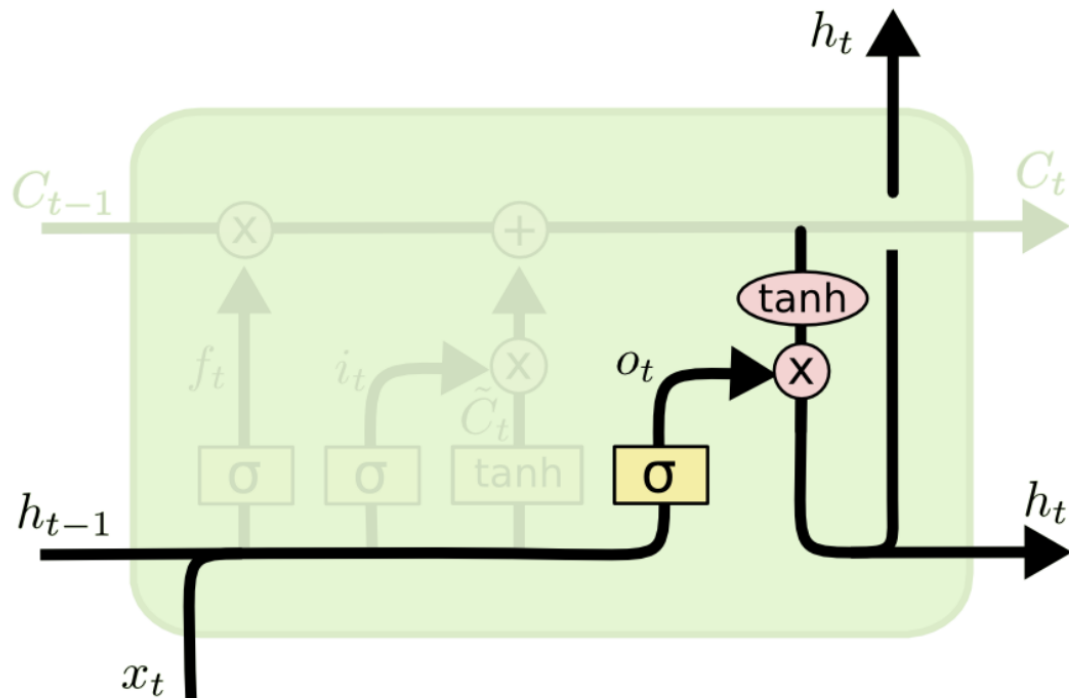 h_t
C_{t-1}
C_t
x
+
tanh
f_t
i_t
x
o_t
x
C̃_t
σ
σ
tanh
σ
h_{t-1}
h_t
x_t